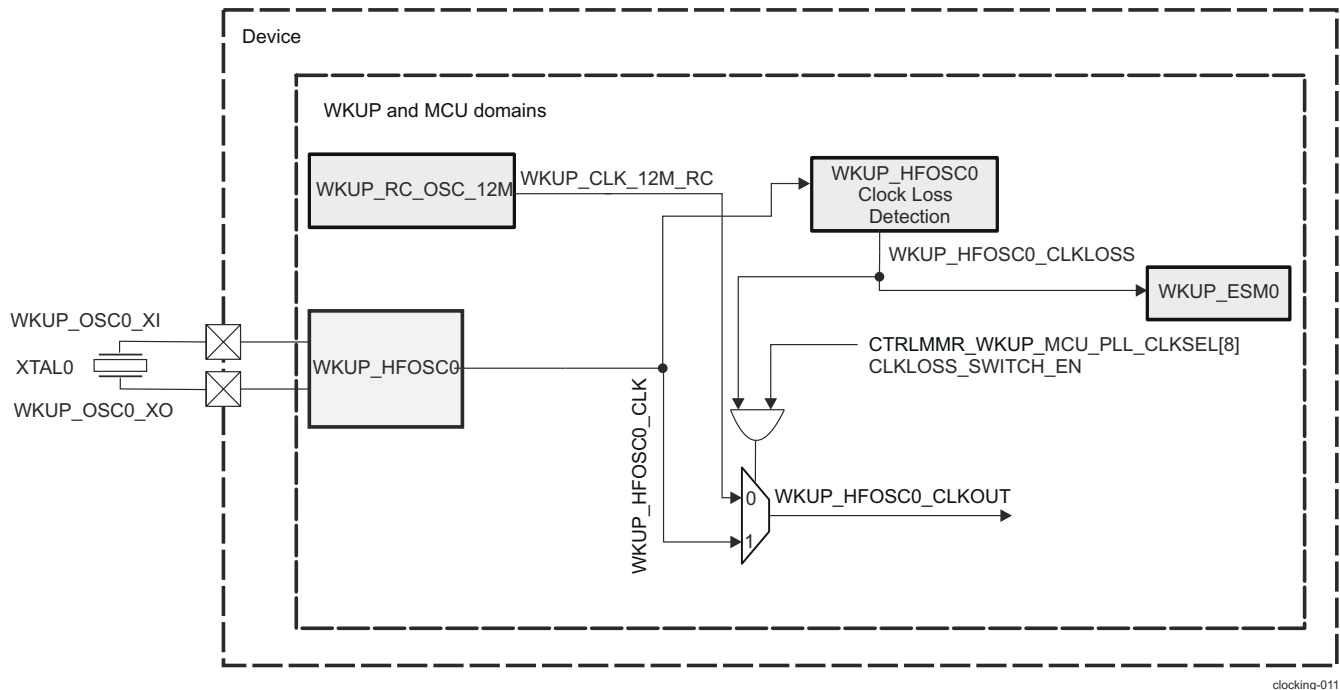 Device
WKUP and MCU domains
WKUP_RC_OSC_12M
WKUP_CLK_12M_RC
WKUP_HFOSC0
Clock Loss
Detection
WKUP_HFOSC0_CLKLOSS
WKUP_ESM0
WKUP_OSC0_XI
XTAL0
WKUP_OSC0_XO
WKUP_HFOSC0
CTRLMMR_WKUP_MCU_PLL_CLKSEL[8]
CLKLOSS_SWITCH_EN
WKUP_HFOSC0_CLK
0
WKUP_HFOSC0_CLKOUT
1
clocking-011